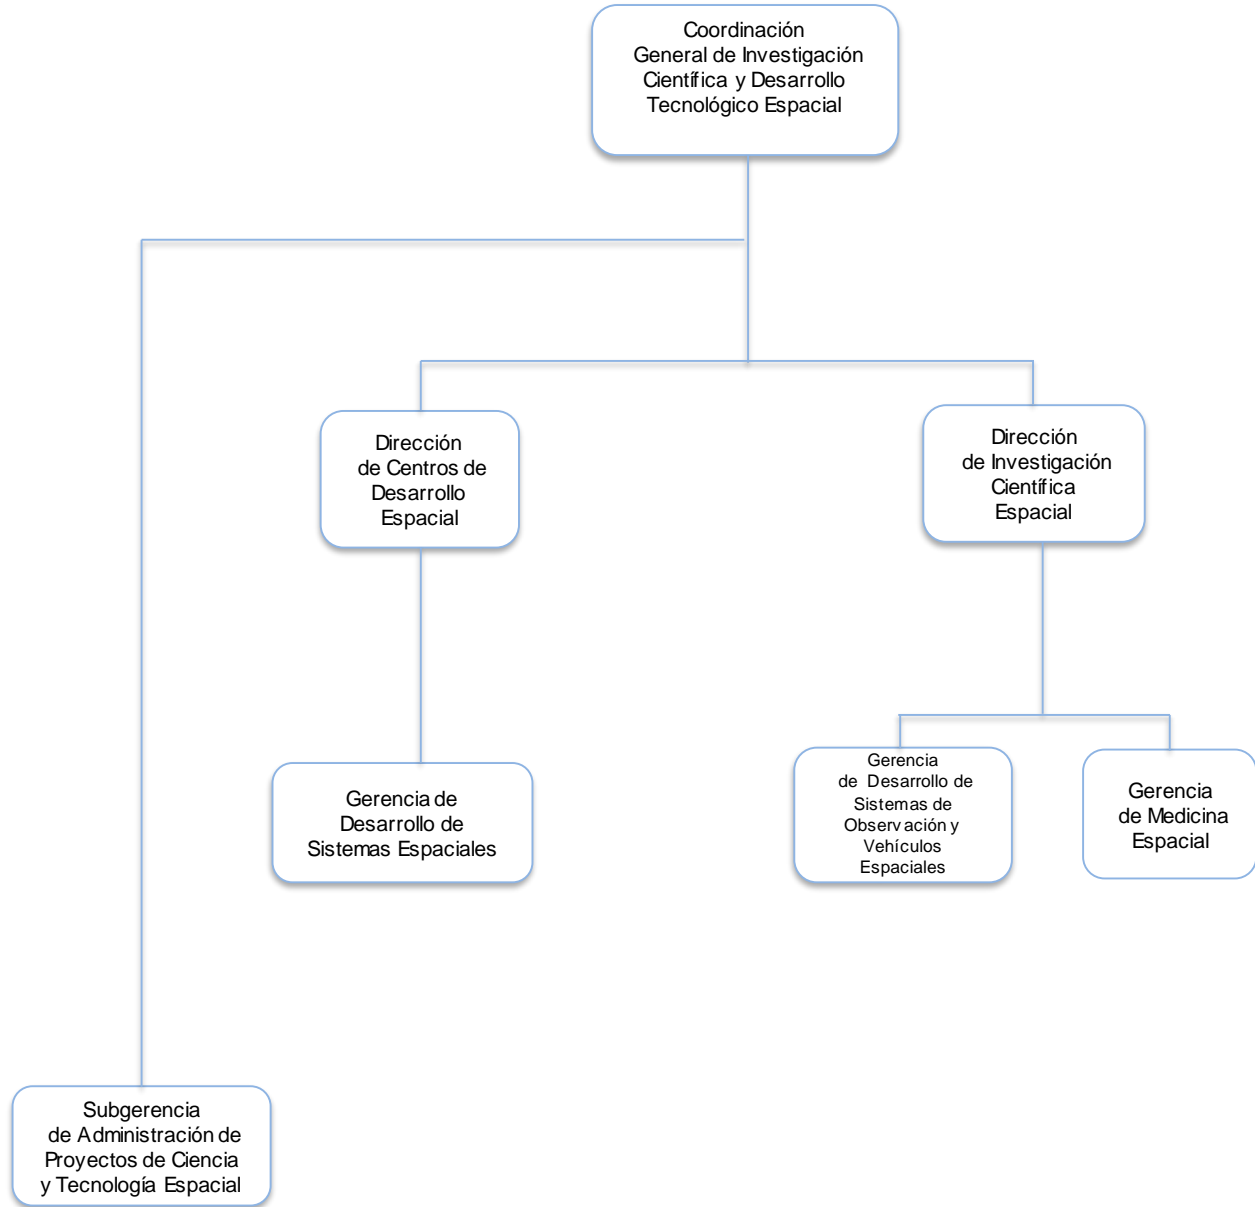 Coordinación
General de Investigación
Científica y Desarrollo
Tecnológico Espacial
Dirección
de Centros de
Desarrollo
Espacial
Dirección
de Investigación
Científica
Espacial
Gerencia de
Desarrollo de
Sistemas Espaciales
Gerencia
de Desarrollo de
Sistemas de
Observación y
Vehículos
Espaciales
Gerencia
de Medicina
Espacial
Subgerencia
de Administración de
Proyectos de Ciencia
y Tecnología Espacial